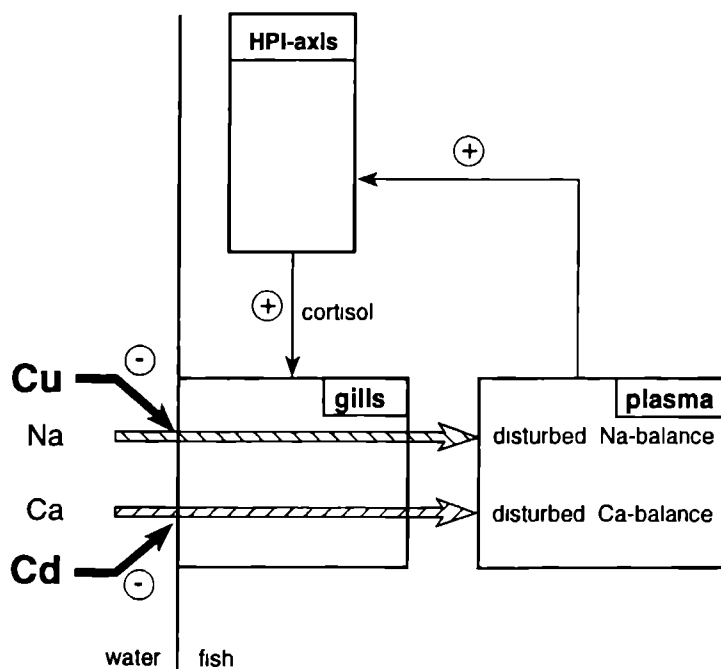 HPI-axis
+
+
cortisol
-
Cu
gills
plasma
Na
disturbed Na-balance
Ca
disturbed Ca-balance
Cd
-
water
fish